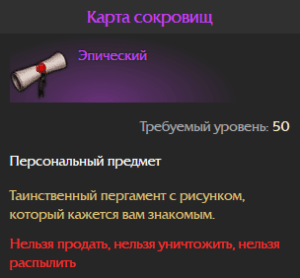 Карта сокровищ
Эпический
Требуемый уровень: 50
Персональный предмет
Таинственный пергамент с рисунком,
который кажется вам знакомым.
Нельзя продать, нельзя уничтожить, нельзя
распылить